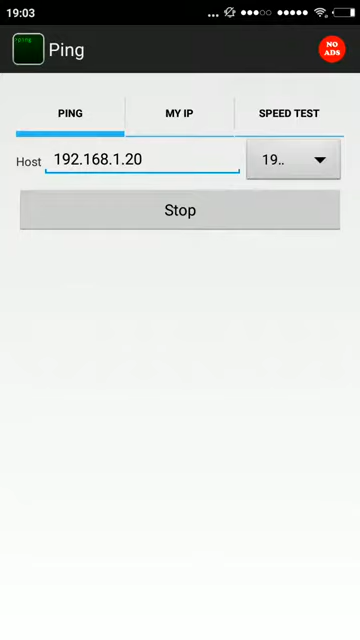 19:03
Ping
NO
ADS
PING
MY IP
SPEED TEST
Host
192.168.1.20
19..
Stop